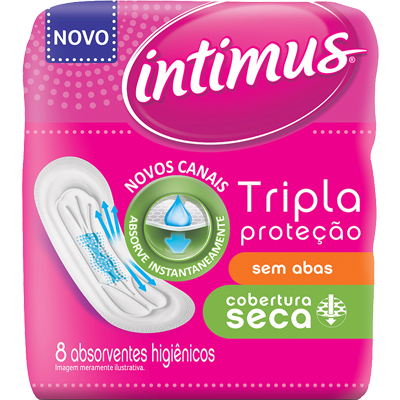 NOVO
intimus®
NOVOS CANAIS
ABSORVE INSTANTANEAMENTE
Tripla
proteção
sem abas
cobertura
seca
8 absorventes higiênicos
Imagem meramente ilustrativa.